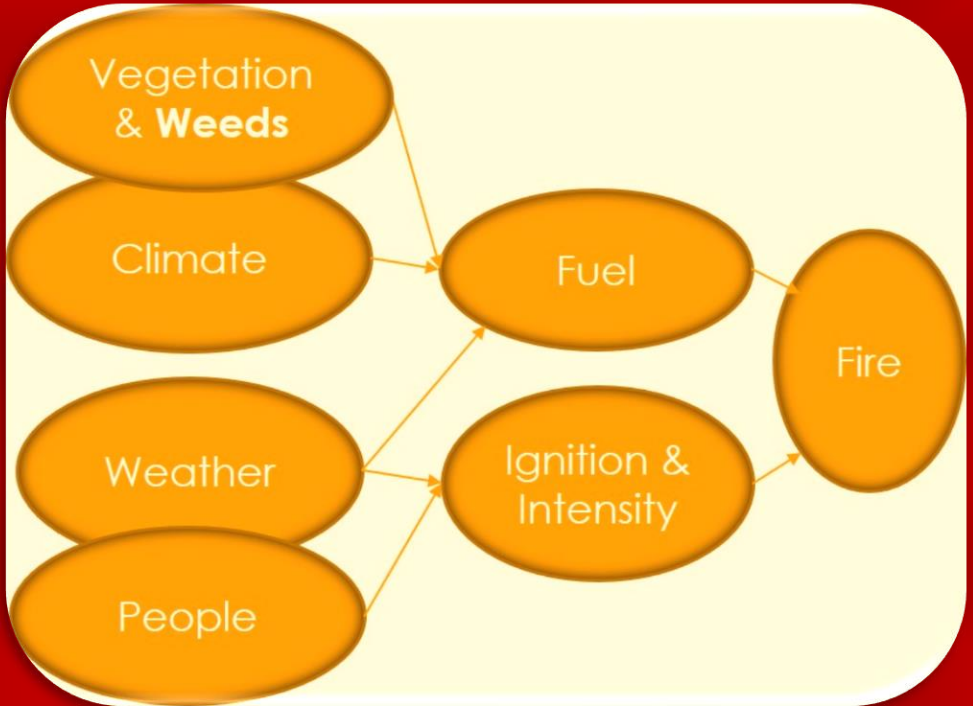 Vegetation
& Weeds
Climate
Fuel
Fire
Weather
Ignition &
Intensity
People